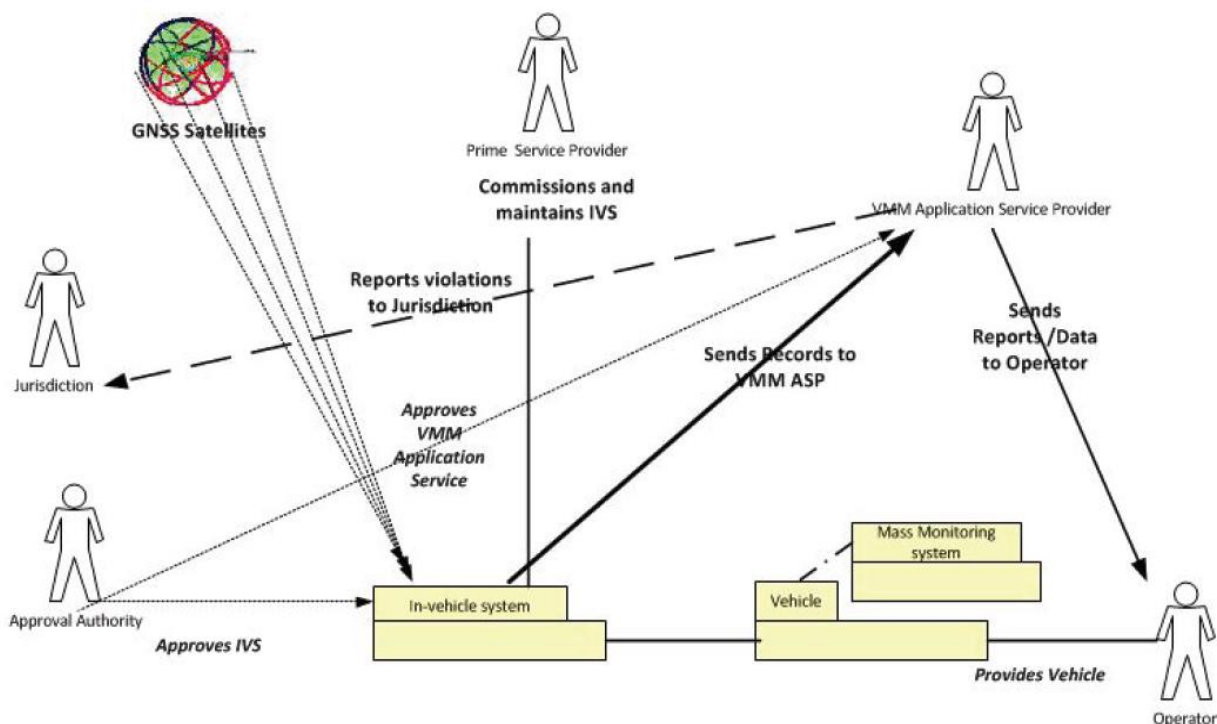 GNSS Satellites
Prime Service Provider
Commissions and
maintains IVS
VMM Application Service Provider
Reports violations
to Jurisdiction
Jurisdiction
Sends
Reports /Data
to Operator
Sends Records to
VMM ASP
Approves
VMM
Application
Service
Mass Monitoring
system
In-vehicle system
Vehicle
Approval Authority
Approves IVS
Provides Vehicle
Operator